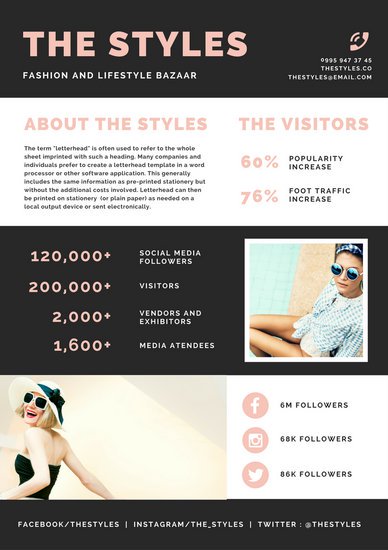 THE STYLES
FASHION AND LIFESTYLE BAZAAR
0995 947 37 45
THESTYLES.CO
THESTYLES@EMAIL.COM
ABOUT THE STYLES
The term "letterhead" is often used to refer to the whole
sheet imprinted with such a heading. Many companies and
individuals prefer to create a letterhead template in a word
processor or other software application. This generally
includes the same information as pre-printed stationery but
without the additional costs involved. Letterhead can then
be printed on stationery (or plain paper) as needed on a
local output device or sent electronically.
THE VISITORS
60% POPULARITY
INCREASE
76% FOOT TRAFFIC
INCREASE
120,000+ SOCIAL MEDIA
FOLLOWERS
200,000+ VISITORS
2,000+ VENDORS AND
EXHIBITORS
1,600+ MEDIA ATENDEES
6M FOLLOWERS
68K FOLLOWERS
86K FOLLOWERS
FACEBOOK/THESTYLES | INSTAGRAM/THE_STYLES | TWITTER : @THESTYLES